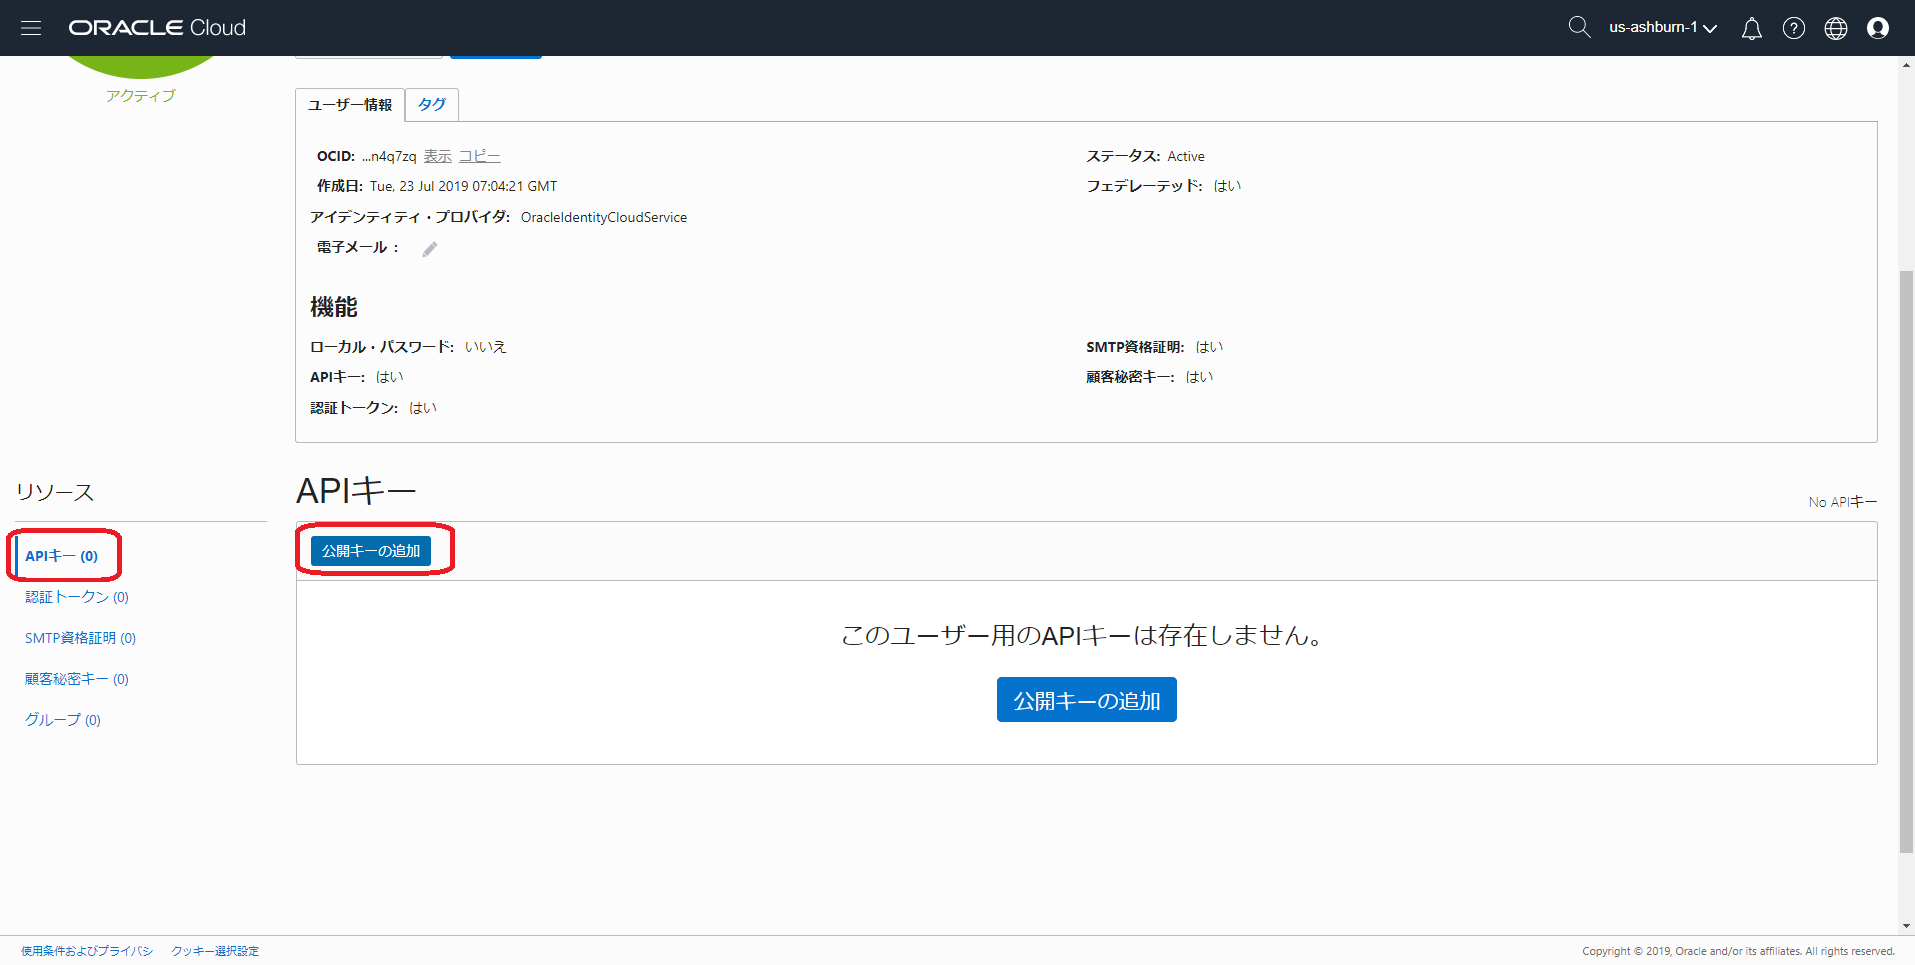 ORACLE Cloud
us-ashburn-1
アクティブ
ユーザー情報
タグ
OCID: ...n4q7zq 表示 コピー
ステータス: Active
作成日: Tue, 23 Jul 2019 07:04:21 GMT
フェデレーテッド: はい
アイデンティティ・プロバイダ: OracleIdentityCloudService
電子メール :
機能
ローカル・パスワード: いいえ
SMTP資格証明: はい
APIキー: はい
顧客秘密キー: はい
認証トークン: はい
リソース
APIキー (0)
認証トークン (0)
SMTP資格証明 (0)
顧客秘密キー (0)
グループ (0)
APIキー
No APIキー
公開キーの追加
このユーザー用のAPIキーは存在しません。
公開キーの追加
使用条件およびプライバシ
クッキー選択設定
Copyright © 2019, Oracle and/or its affiliates. All rights reserved.